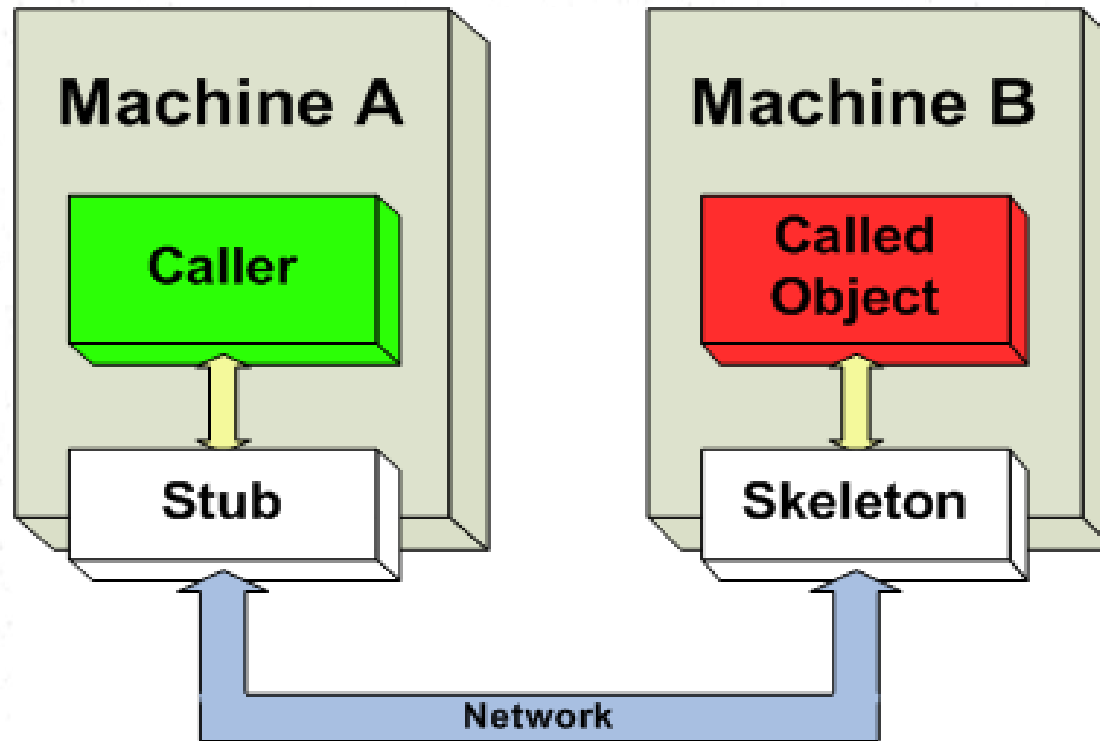 Machine A
Machine B
Caller
Called
Object
Stub
Skeleton
Network